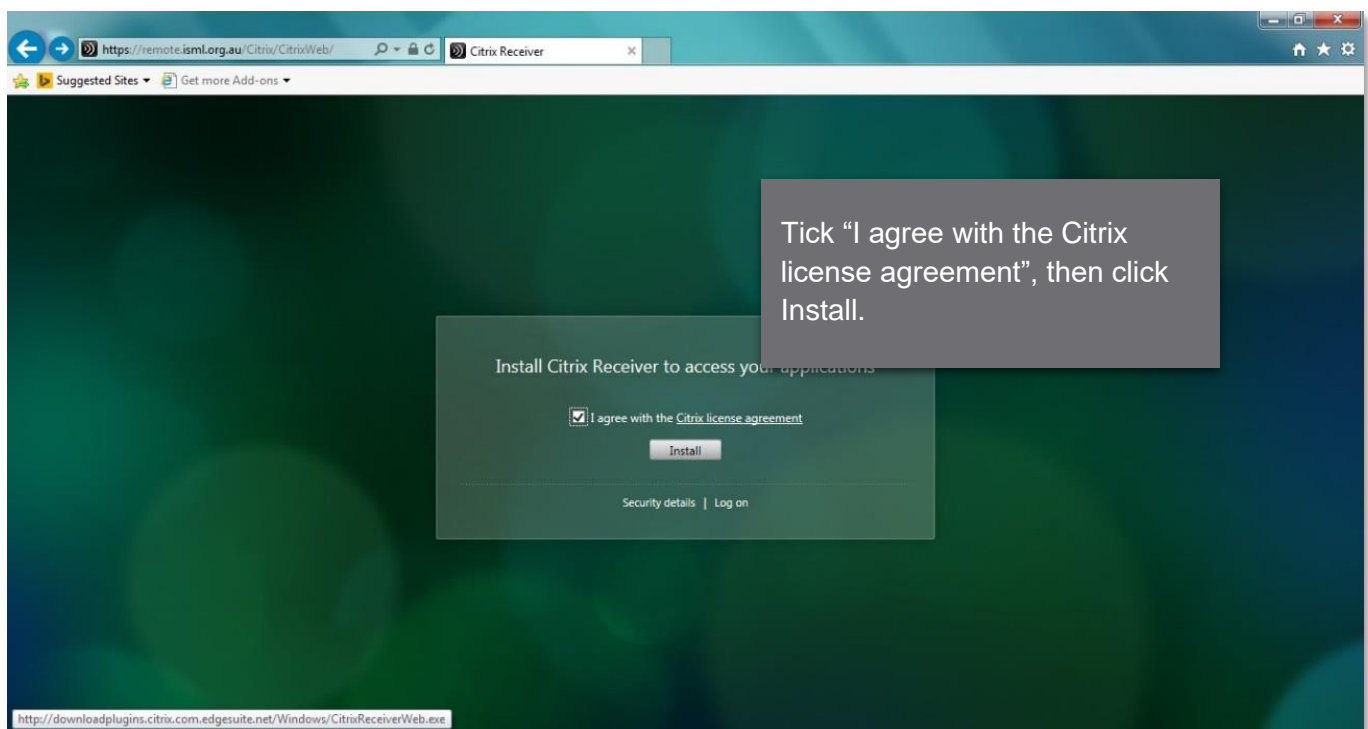 https://remote.isml.org.au/Citrix/CitrixWeb/
Citrix Receiver
Suggested Sites
Get more Add-ons
Tick “I agree with the Citrix
license agreement”, then click
Install.
Install Citrix Receiver to access your applications
I agree with the Citrix license agreement
Install
Security details | Log on
http://downloadplugins.citrix.com.edgesuite.net/Windows/CitrixReceiverWeb.exe